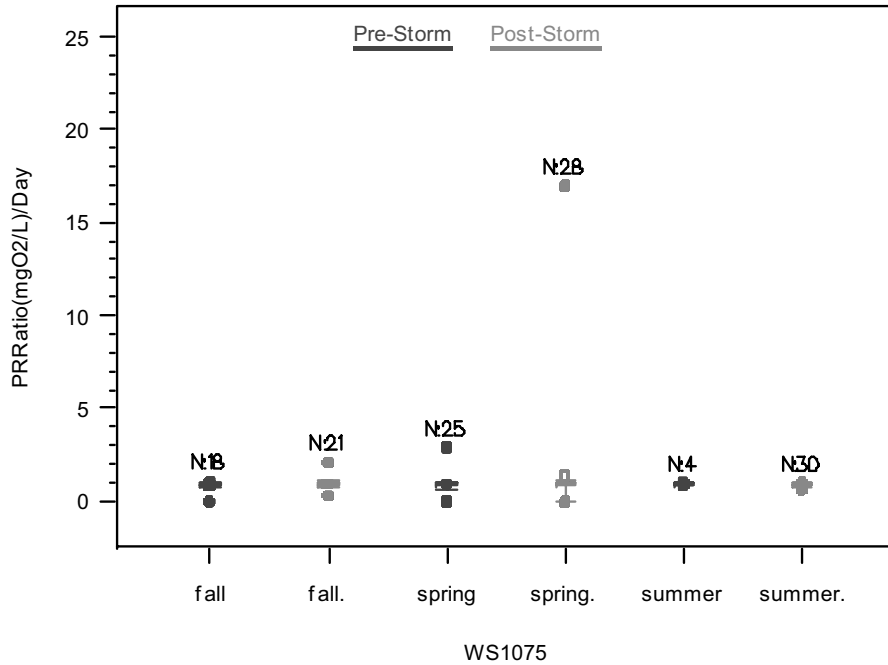 Pre-Storm Post-Storm
25
20
15
10
5
0
PRRatio(mgO2/L)/Day
N:18
N:21
N:25
N:28
N:4
N:30
fall fall. spring spring. summer summer.
WS1075